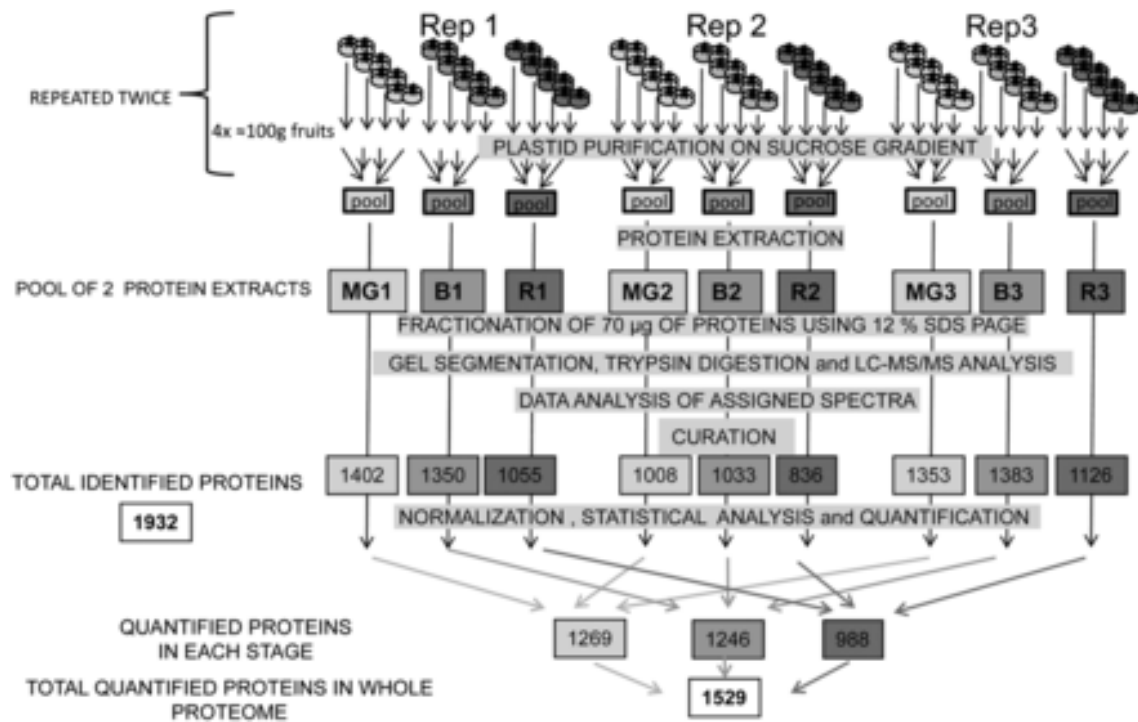 Rep 1 Rep 2 Rep3
REPEATED TWICE
4x ≈100g fruits
PLASTID PURIFICATION ON SUCROSE GRADIENT
pool pool pool pool pool pool pool pool pool
PROTEIN EXTRACTION
POOL OF 2 PROTEIN EXTRACTS MG1 B1 R1 MG2 B2 R2 MG3 B3 R3
FRACTIONATION OF 70 µg OF PROTEINS USING 12 % SDS PAGE
GEL SEGMENTATION, TRYPSIN DIGESTION and LC-MS/MS ANALYSIS
DATA ANALYSIS OF ASSIGNED SPECTRA
CURATION
TOTAL IDENTIFIED PROTEINS 1402 1350 1055 1008 1033 836 1353 1383 1126
1932
NORMALIZATION , STATISTICAL ANALYSIS and QUANTIFICATION
QUANTIFIED PROTEINS
IN EACH STAGE
1269 1246 988
TOTAL QUANTIFIED PROTEINS IN WHOLE
PROTEOME
1529